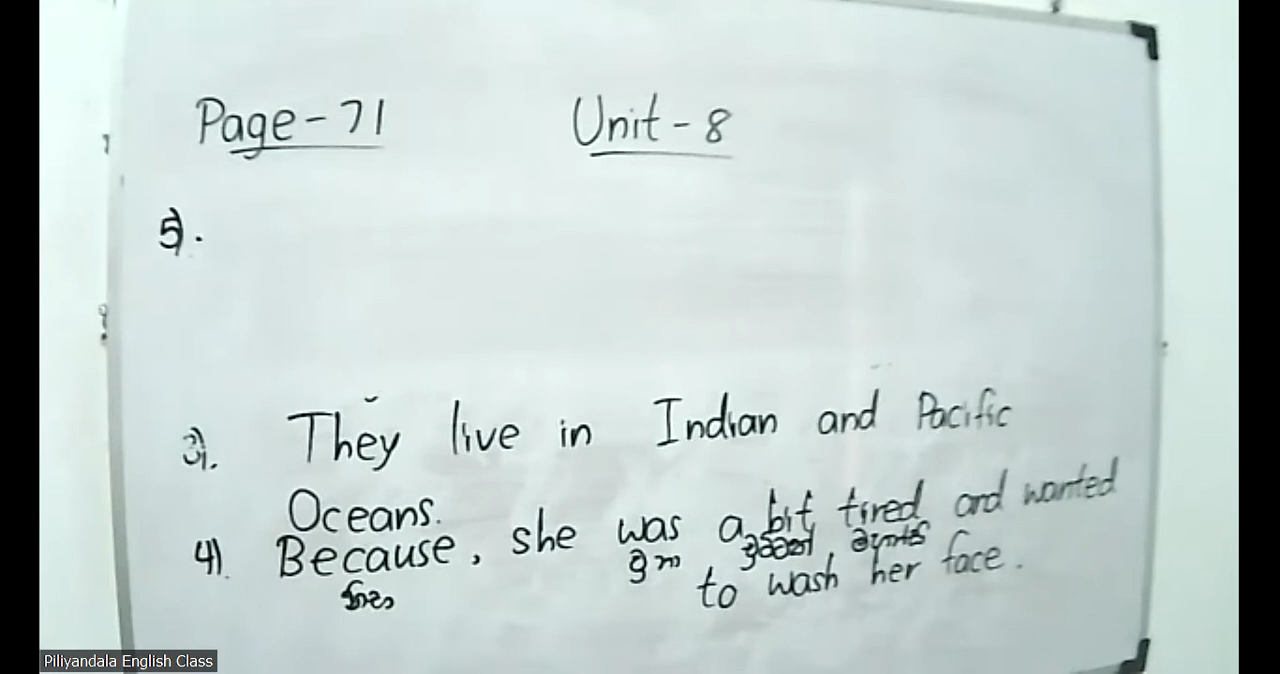 Page - 71 Unit - 8
5).
3). They live in Indian and Pacific
Oceans.
4). Because, she was a bit tired and wanted
to wash her face.
Piliyandala English Class